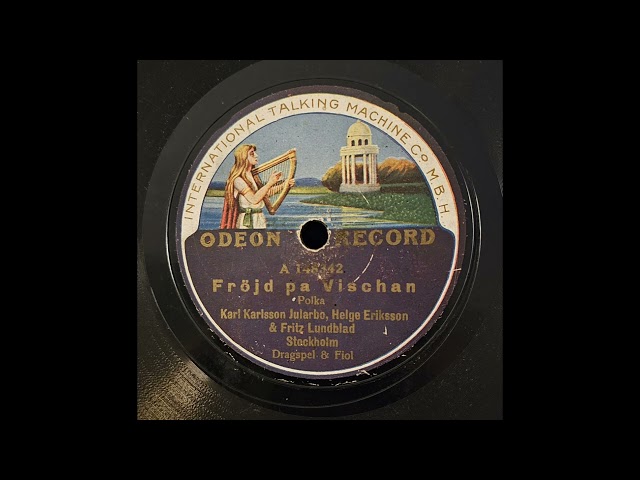 INTERNATIONAL TALKING MACHINE Co M.B.H.
ODEON RECORD
A
Fröjd pa Vischan
Polka
Karl Karlsson Jularbo, Helge Eriksson
& Fritz Lundblad
Stockholm
Dragspel & Fiol